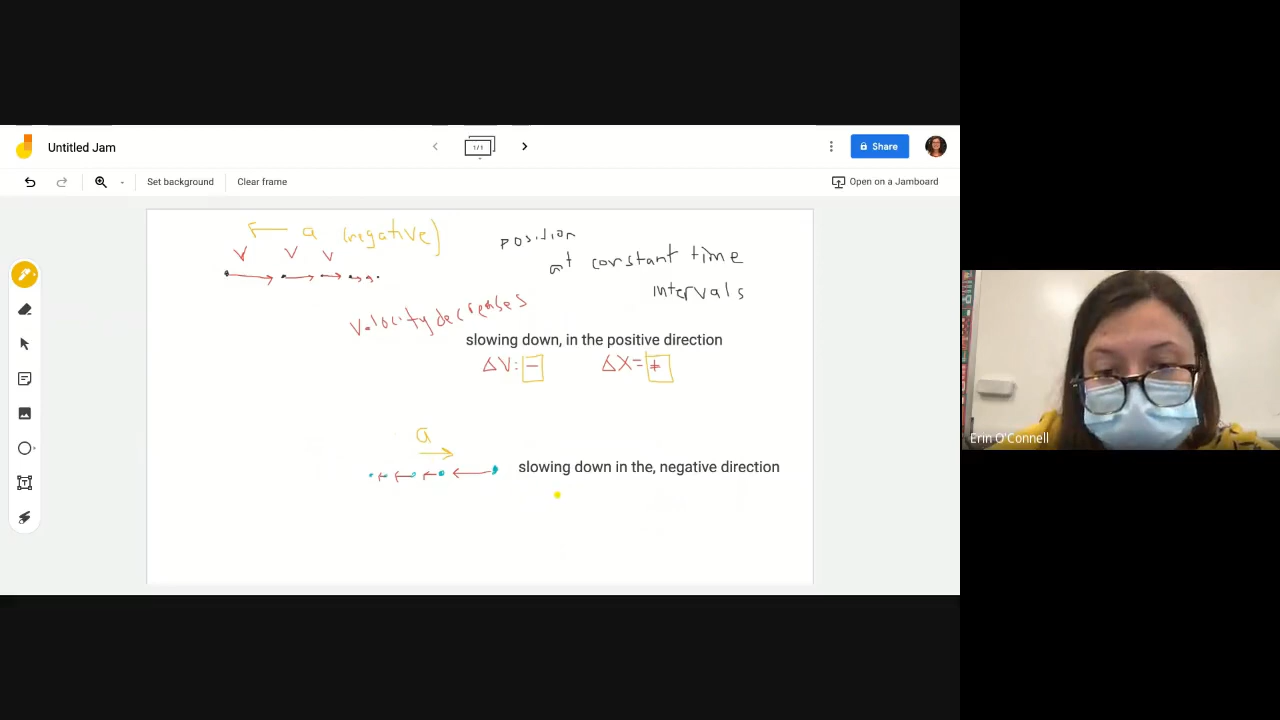 Untitled Jam
1/1
Share
Set background
Clear frame
Open on a Jamboard
a (negative)
V V V
position
at constant time
intervals
velocity decreases
slowing down, in the positive direction
ΔV: - ΔX= +
a
slowing down in the, negative direction
Erin O'Connell